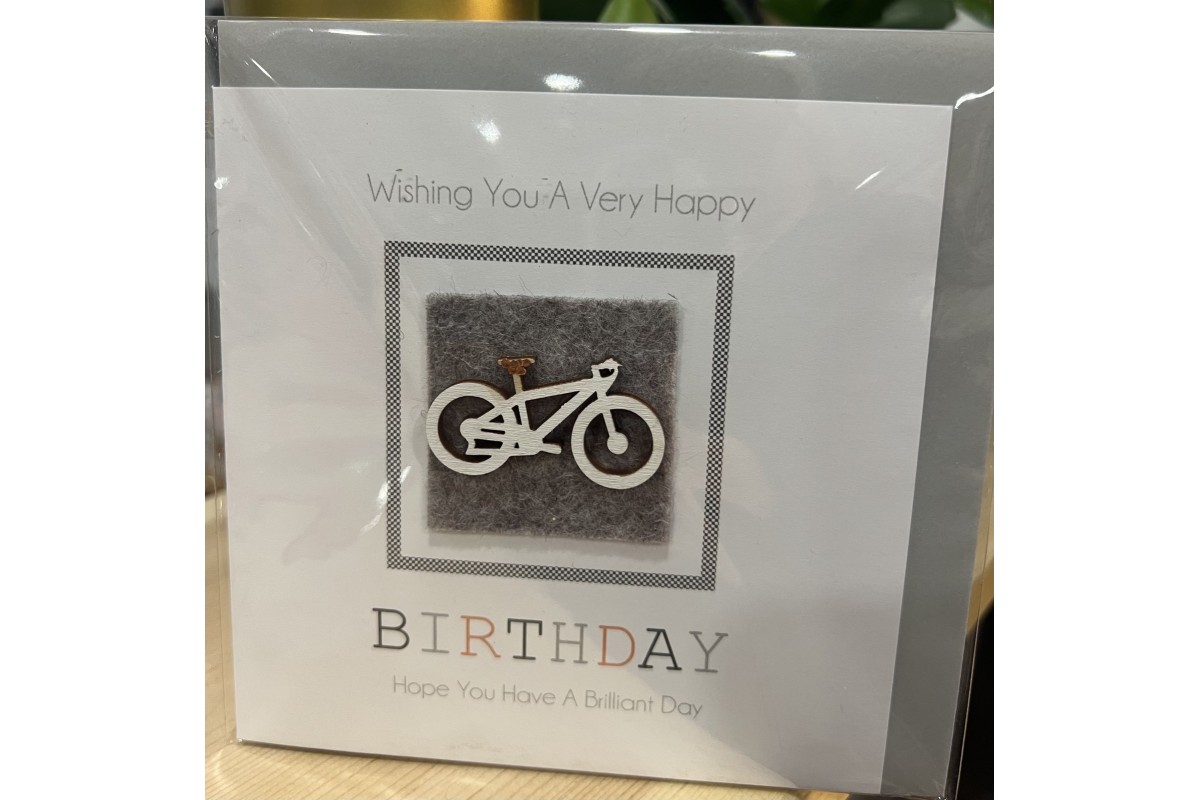 Wishing You A Very Happy
BIRTHDAY
Hope You Have A Brilliant Day